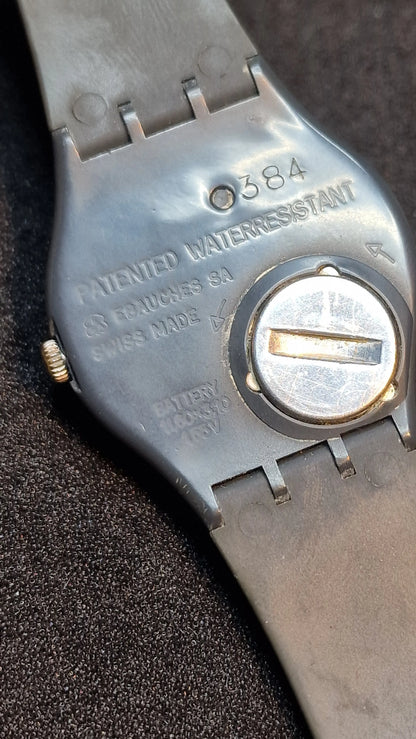 384
PATENTED WATERRESISTANT
EBAUCHES SA
SWISS MADE
BATTERY